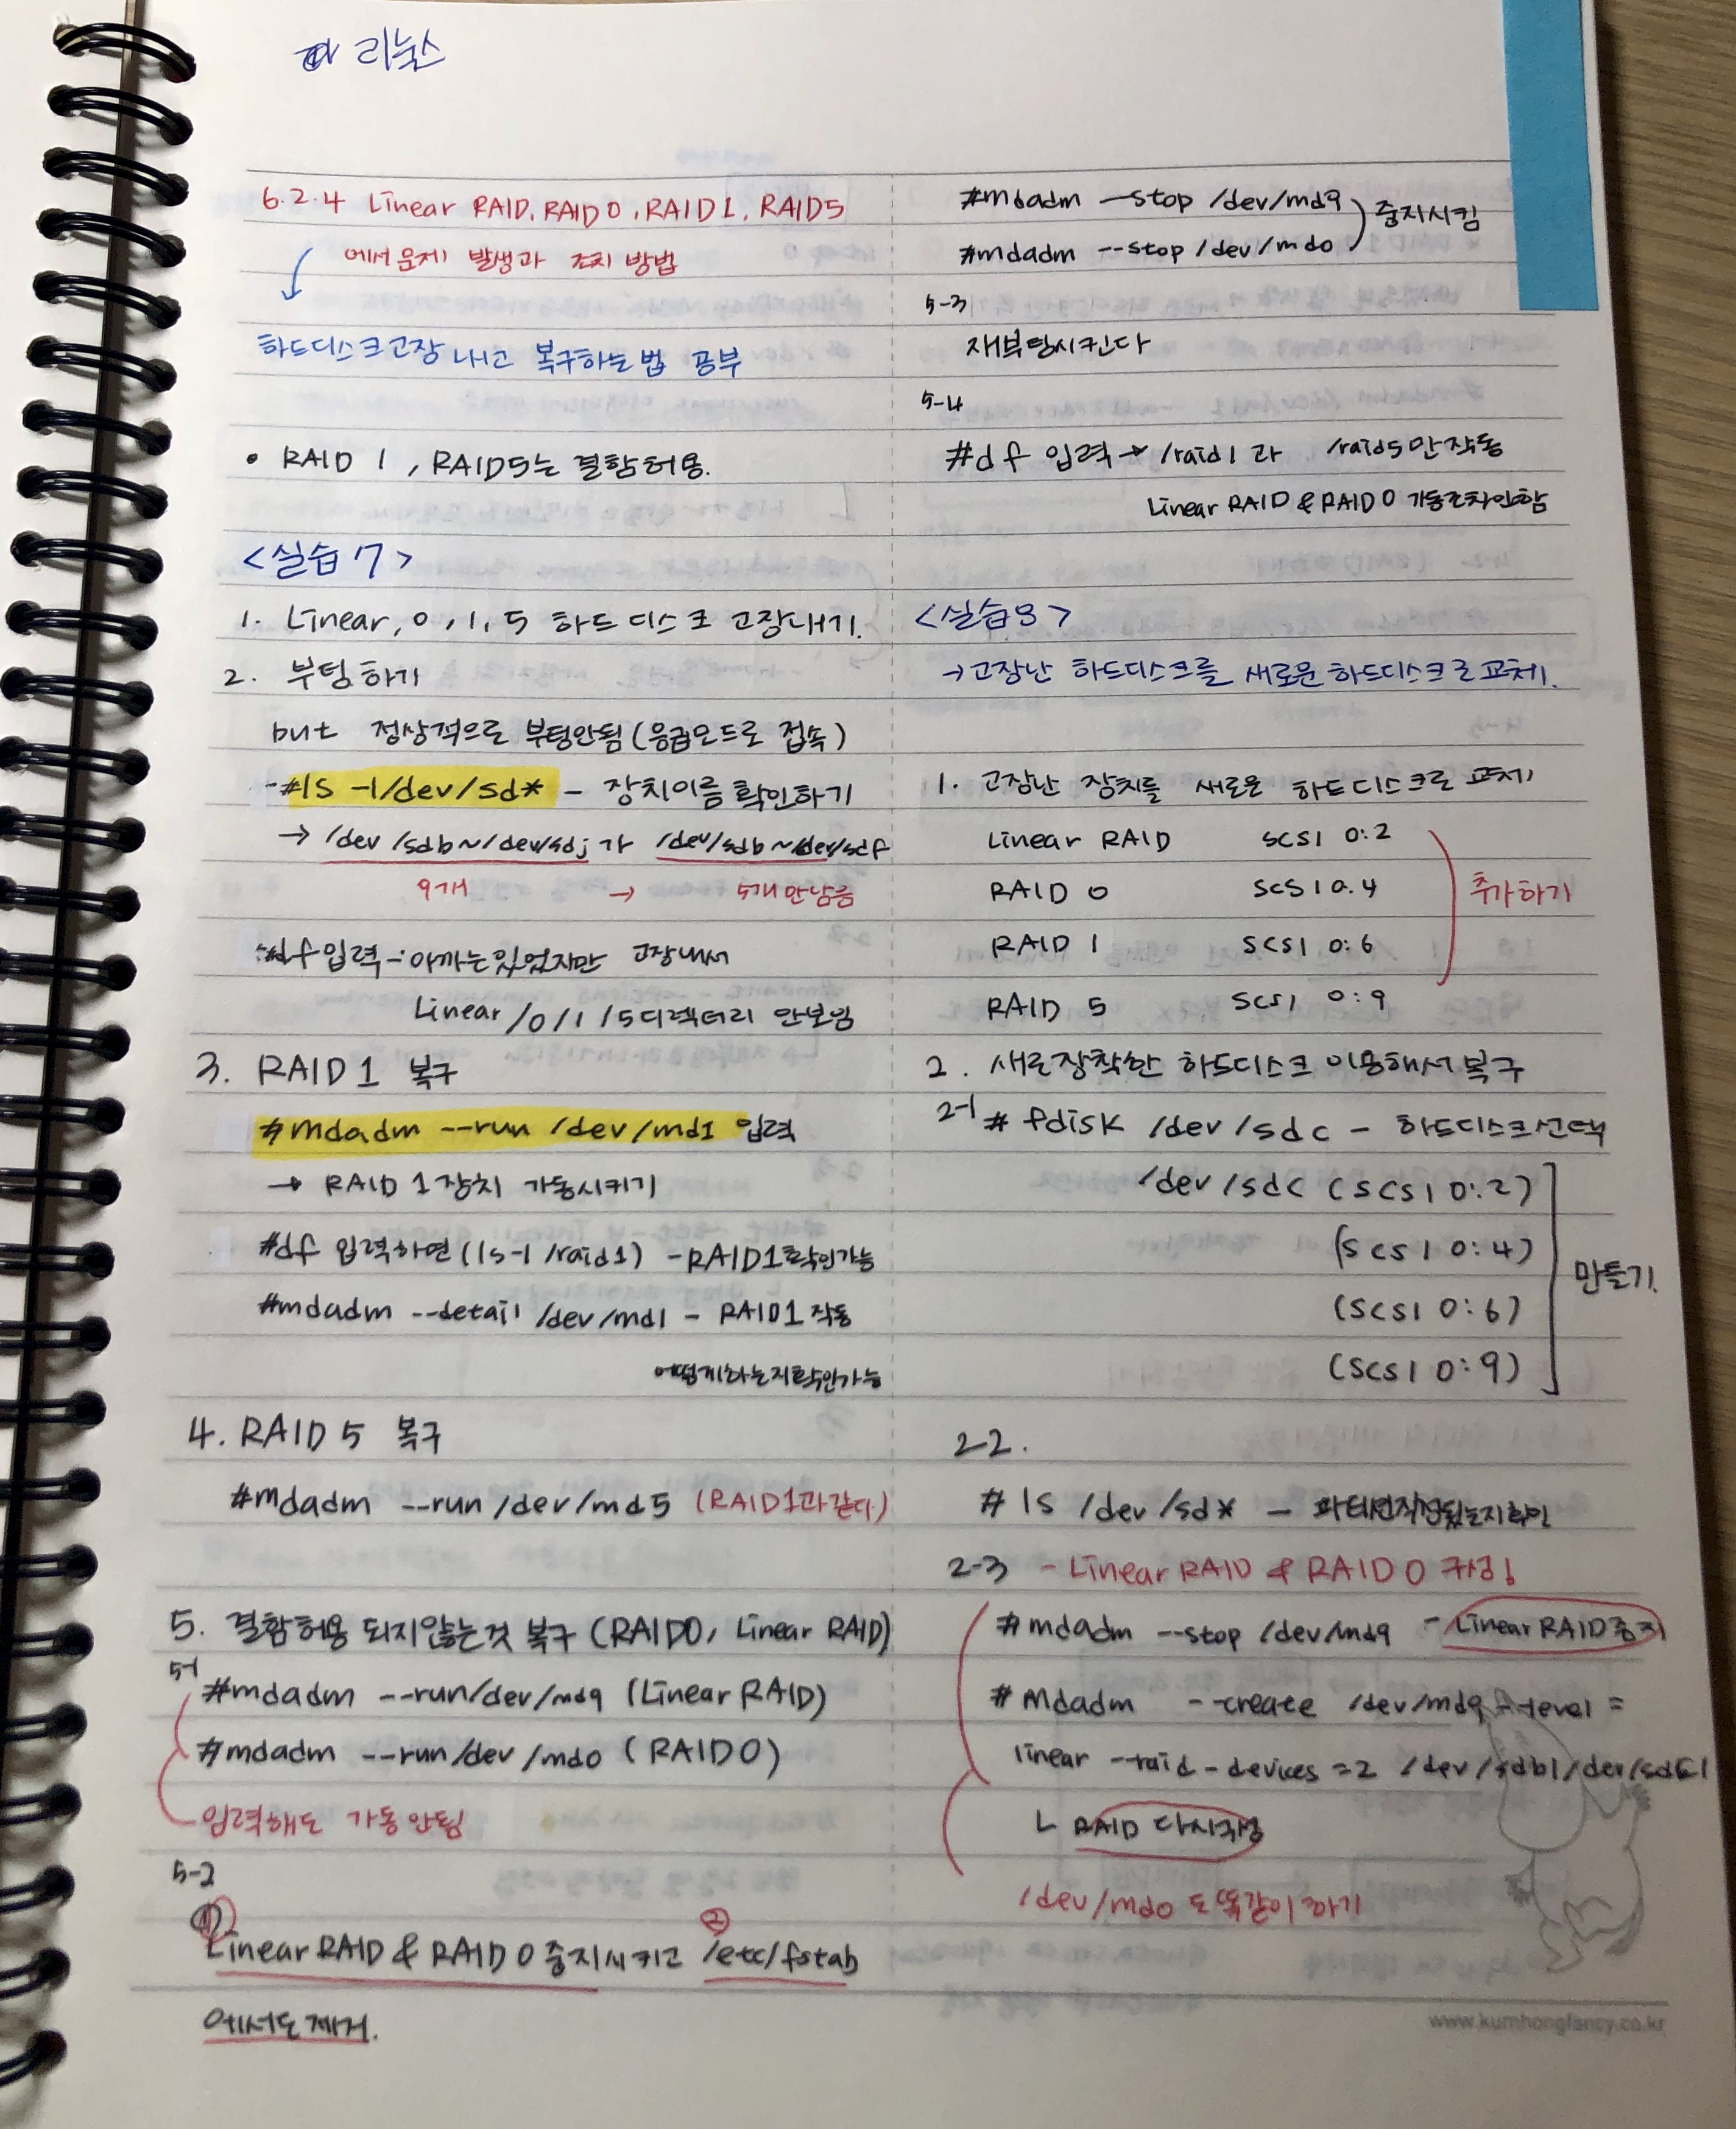 리눅스
6.2.4 Linear RAID, RAID 0, RAID 1, RAID5
에서 문제 발생과 조치 방법
하드디스크 고장 내고 복구하는 법 공부
• RAID 1, RAID5는 결함허용.
<실습 7>
1. Linear, 0, 1, 5 하드 디스크 고장내기.
2. 부팅하기
but 정상적으로 부팅안됨 (응급모드로 접속)
- #ls -l /dev/sd* - 장치이름 확인하기
→ /dev/sdb~/dev/sdj가 /dev/sdb~/dev/sdf
9개 → 5개만남음
#df 입력 - 아까는 있었지만 고장내서
Linear/0/1/5 디렉터리 안보임
3. RAID 1 복구
#mdadm --run /dev/md1 입력
→ RAID 1 장치 가동시키기
#df 입력하면 (ls -l /raid1) - RAID1 확인가능
#mdadm --detail /dev/md1 - RAID1 작동
어떻게하는지확인가능
4. RAID 5 복구
#mdadm --run /dev/md5 (RAID1과 같다)
5. 결함허용 되지않는것 복구 (RAID0, Linear RAID)
5-1
#mdadm --run/dev/md9 (Linear RAID)
#mdadm --run/dev/md0 (RAID0)
입력해도 가동 안됨
5-2
① Linear RAID & RAID 0 중지시키고 ② /etc/fstab
에서도 제거.
#mdadm --stop /dev/md9
#mdadm --stop /dev/md0
중지시킴
5-3
재부팅시킨다
5-4
#df 입력 → /raid1 과 /raid5만 작동
Linear RAID & RAID 0 가동조차안함
<실습8>
→ 고장난 하드디스크를 새로운 하드디스크로 교체.
1. 고장난 장치를 새로운 하드디스크로 교체
Linear RAID SCSI 0:2
RAID 0 SCSI 0.4
RAID 1 SCSI 0:6
RAID 5 SCSI 0:9
추가하기
2. 새로장착한 하드디스크 이용해서 복구
2-1 # fdisk /dev/sdc - 하드디스크선택
/dev/sdc (SCSI 0:2)
(SCSI 0:4)
(SCSI 0:6)
(SCSI 0:9)
만들기.
2-2.
# ls /dev/sd* - 파티션작성됐는지확인
2-3 - Linear RAID & RAID 0 구성
#mdadm --stop /dev/md9 - Linear RAID 중지
#mdadm --create /dev/md9 --level =
linear --raid-devices =2 /dev/sdb1 /dev/sdc1
ㄴ RAID 다시구성
/dev/md0 도 똑같이 하기
www.kumhongfancy.co.kr